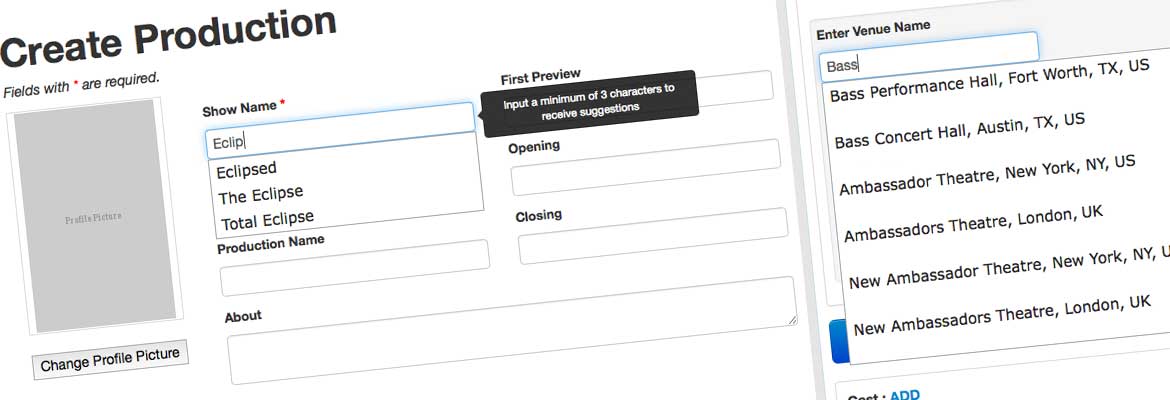 Create Production
Fields with * are required.
Profile Picture
Change Profile Picture
Show Name *
Eclip
Eclipsed
The Eclipse
Total Eclipse
Production Name
About
First Preview
Input a minimum of 3 characters to
receive suggestions
Opening
Closing
Enter Venue Name
Bass
Bass Performance Hall, Fort Worth, TX, US
Bass Concert Hall, Austin, TX, US
Ambassador Theatre, New York, NY, US
Ambassadors Theatre, London, UK
New Ambassador Theatre, New York, NY, U
New Ambassadors Theatre, London, UK
Cast : ADD